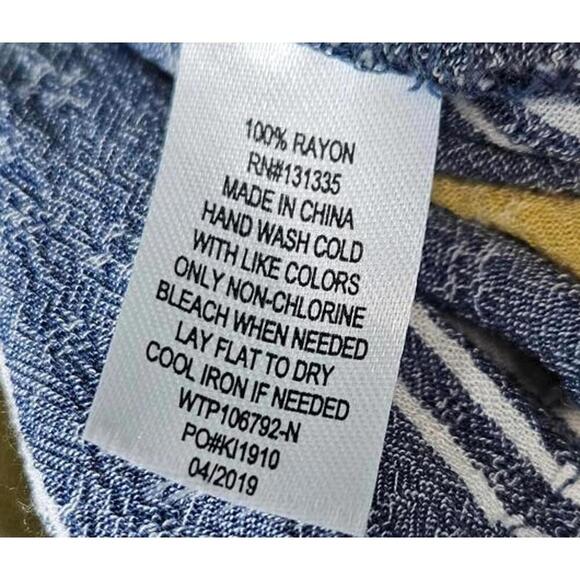 100% RAYON
RN#131335
MADE IN CHINA
HAND WASH COLD
WITH LIKE COLORS
ONLY NON-CHLORINE
BLEACH WHEN NEEDED
LAY FLAT TO DRY
COOL IRON IF NEEDED
WTP106792-N
PO#KI1910
04/2019